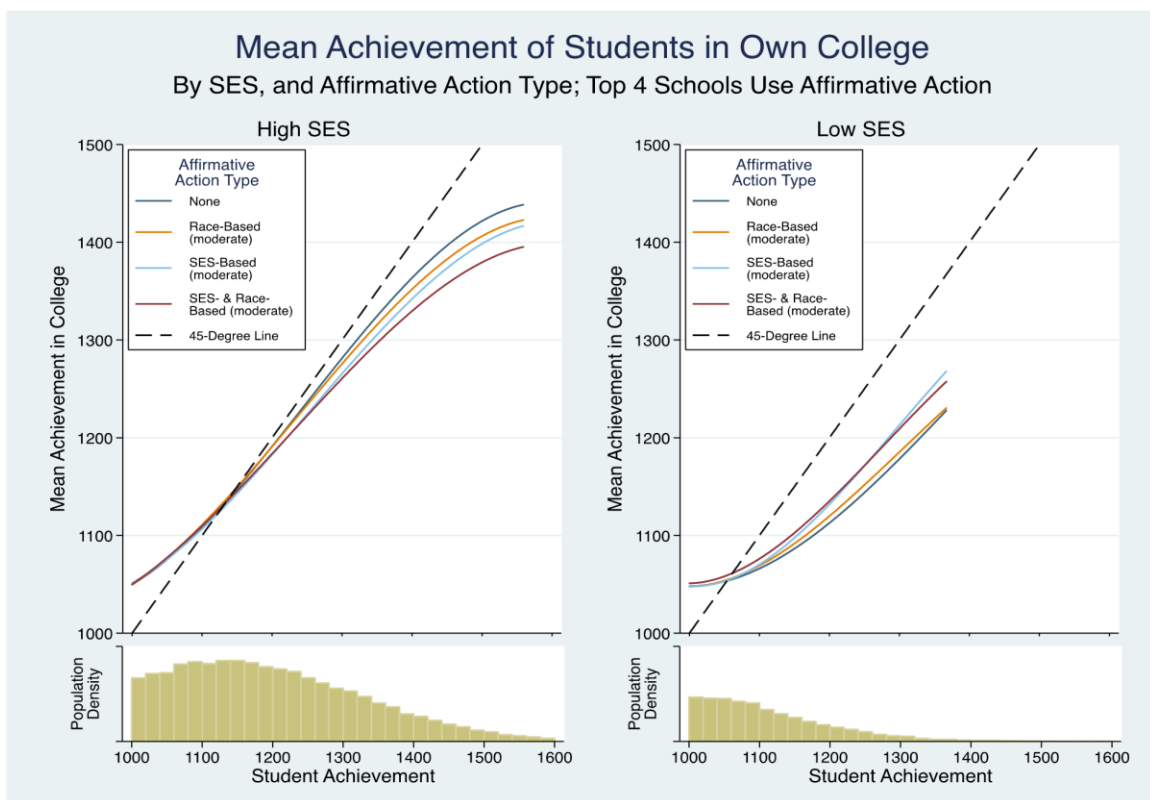 Mean Achievement of Students in Own College
By SES, and Affirmative Action Type; Top 4 Schools Use Affirmative Action
High SES
Mean Achievement in College
1500
1400
1300
1200
1100
1000
Affirmative
Action Type
None
Race-Based
(moderate)
SES-Based
(moderate)
SES- & Race-
Based (moderate)
45-Degree Line
Population
Density
1000 1100 1200 1300 1400 1500 1600
Student Achievement
Low SES
Mean Achievement in College
1500
1400
1300
1200
1100
1000
Affirmative
Action Type
None
Race-Based
(moderate)
SES-Based
(moderate)
SES- & Race-
Based (moderate)
45-Degree Line
Population
Density
1000 1100 1200 1300 1400 1500 1600
Student Achievement